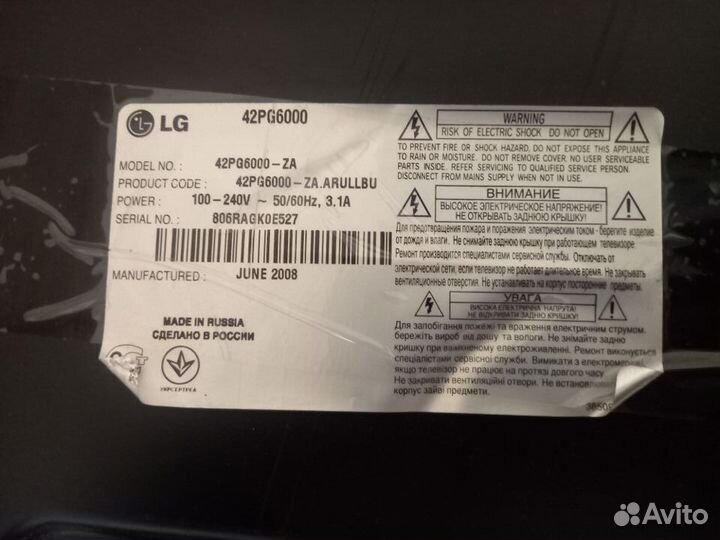 LG
42PG6000
MODEL NO. : 42PG6000-ZA
PRODUCT CODE : 42PG6000-ZA.ARULLBU
POWER : 100-240V ~ 50/60Hz, 3.1A
SERIAL NO. : 806RAGK0E527
MANUFACTURED : JUNE 2008
MADE IN RUSSIA
СДЕЛАНО В РОССИИ
УКРСЕПРО
WARNING
RISK OF ELECTRIC SHOCK DO NOT OPEN
TO PREVENT FIRE OR SHOCK HAZARD, DO NOT EXPOSE THIS APPLIANCE
TO RAIN OR MOISTURE. DO NOT REMOVE COVER. NO USER SERVICEABLE
PARTS INSIDE. REFER SERVICING TO QUALIFIED SERVICE PERSON.
DISCONNECT MAINS SUPPLY WHEN NOT IN USE.
ВНИМАНИЕ
ВЫСОКОЕ ЭЛЕКТРИЧЕСКОЕ НАПРЯЖЕНИЕ!
НЕ ОТКРЫВАТЬ ЗАДНЮЮ КРЫШКУ!
Для предотвращения пожара и поражения электрическим током - берегите изделие
от дождя и влаги. Не снимайте заднюю крышку при работающем телевизоре.
Ремонт производится специалистами сервисной службы. Отключайте от
электрической сети, если телевизор не работает длительное время. Не закрывать
вентиляционные отверстия. Не устанавливать на корпус посторонние предметы.
УВАГА
ВИСОКА ЕЛЕКТРИЧНА НАПРУГА!
НЕ ВІДКРИВАТИ ЗАДНЮ КРИШКУ!
Для запобігання пожежі та враження електричним струмом.
бережіть виріб од дощу та вологи. Не знімайте задню
кришку при ввімкненому електроживленні. Ремонт виконується
спеціалістами сервісної служби. Вимикати з електромережі
якщо телевізор не працює на протязі довгого часу
Не закривати вентіляційні отвори. Не встановлюва
корпус зайві предмети.
Avito